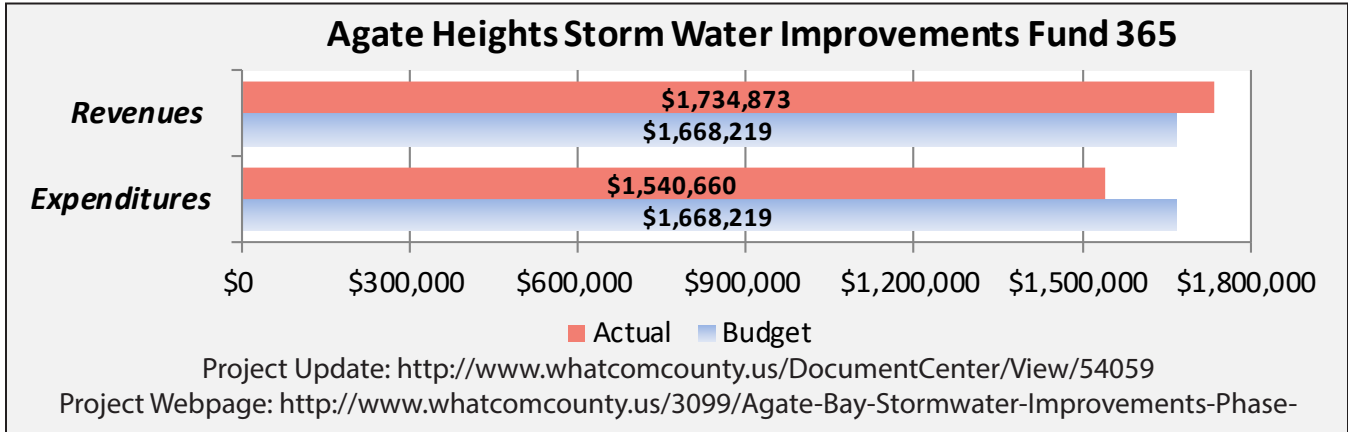 Agate Heights Storm Water Improvements Fund 365
Revenues
$1,734,873
$1,668,219
Expenditures
$1,540,660
$1,668,219
$0 $300,000 $600,000 $900,000 $1,200,000 $1,500,000 $1,800,000
Actual Budget
Project Update: http://www.whatcomcounty.us/DocumentCenter/View/54059
Project Webpage: http://www.whatcomcounty.us/3099/Agate-Bay-Stormwater-Improvements-Phase-